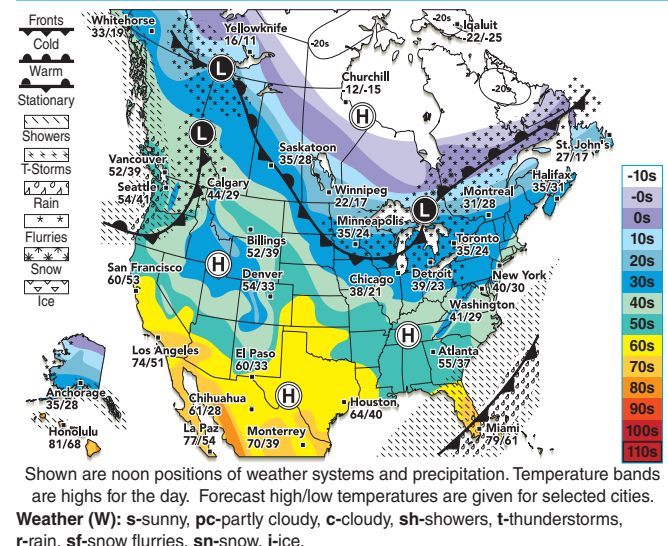 Fronts
Cold
Warm
Stationary
Showers
T-Storms
Rain
Flurries
Snow
Ice
Whitehorse
33/19
Yellowknife
16/11
-20s
-20s
Iqaluit
-22/-25
-20s
Churchill
-12/-15
L
H
L
St. John's
27/17
Vancouver
52/39
Seattle
54/41
Calgary
44/29
Saskatoon
35/28
Winnipeg
22/17
L
Montreal
31/28
Halifax
35/31
Minneapolis
35/24
Toronto
35/24
Billings
52/39
H
San Francisco
60/53
Denver
54/33
Chicago
38/21
Detroit
39/23
New York
40/30
Washington
41/29
Los Angeles
74/51
El Paso
60/33
H
Atlanta
55/37
Anchorage
35/28
Honolulu
81/68
Chihuahua
61/28
H
Houston
64/40
La Paz
77/54
Monterrey
70/39
Miami
79/61
-10s
-0s
0s
10s
20s
30s
40s
50s
60s
70s
80s
90s
100s
110s
Shown are noon positions of weather systems and precipitation. Temperature bands
are highs for the day. Forecast high/low temperatures are given for selected cities.
Weather (W): s-sunny, pc-partly cloudy, c-cloudy, sh-showers, t-thunderstorms,
r-rain, sf-snow flurries, sn-snow, i-ice.